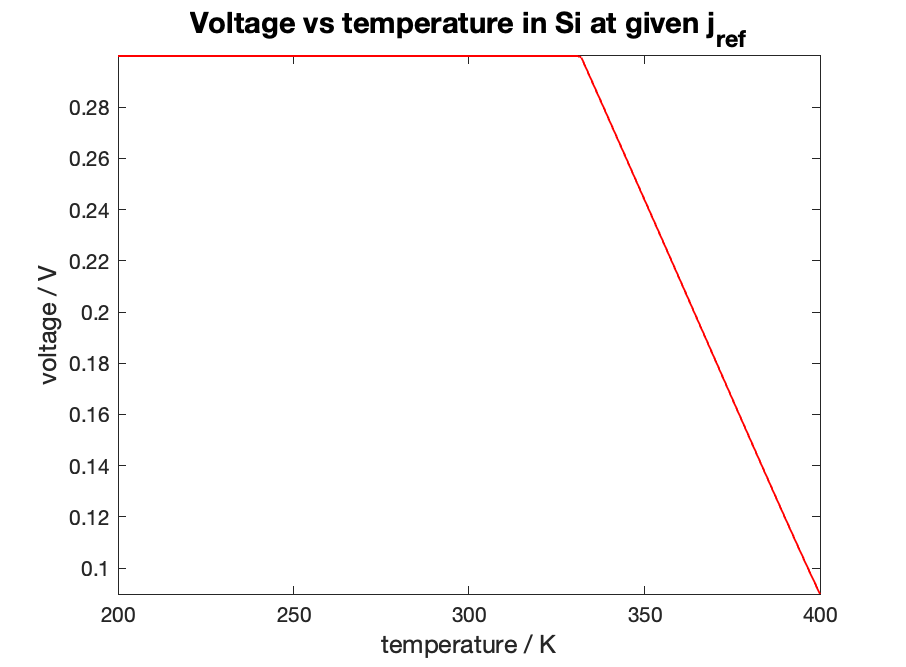 Voltage vs temperature in Si at given j_ref
0.28
0.26
0.24
0.22
0.2
0.18
0.16
0.14
0.12
0.1
voltage / V
200 250 300 350 400
temperature / K